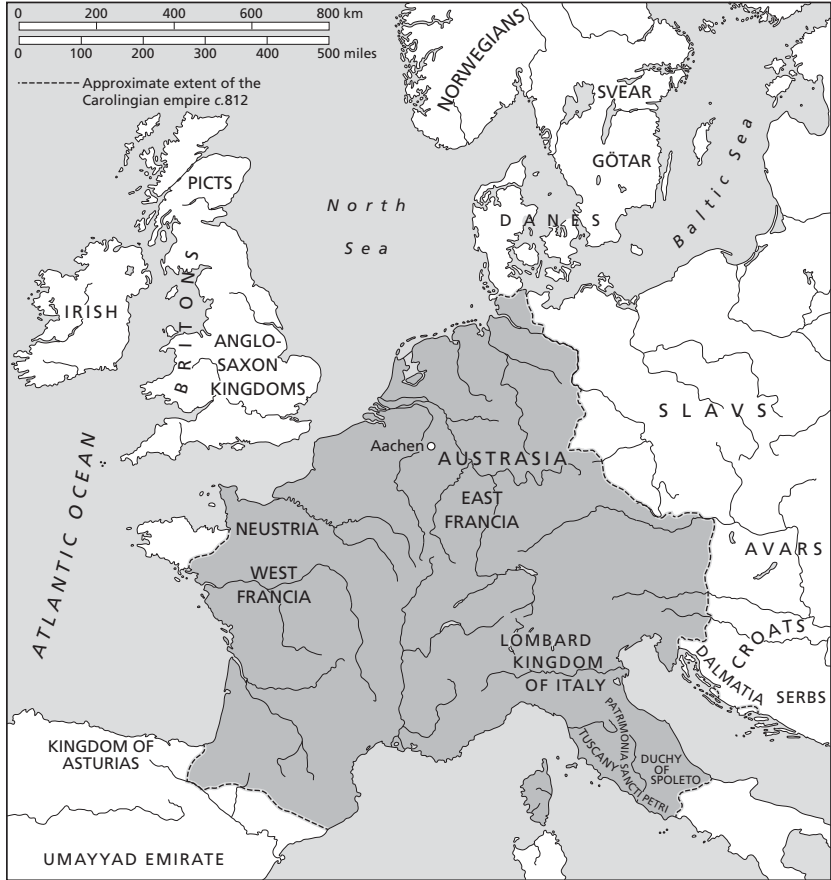 0 200 400 600 800 km
0 100 200 300 400 500 miles
Approximate extent of the
Carolingian empire c.812
NORWEGIANS
SVEAR
GÖTAR
Baltic Sea
PICTS
North
Sea
DANES
IRISH
BRITONS
ANGLO-
SAXON
KINGDOMS
SLAVS
ATLANTIC OCEAN
Aachen
AUSTRASIA
EAST
FRANCIA
NEUSTRIA
WEST
FRANCIA
AVARS
CROATS
LOMBARD
KINGDOM
OF ITALY
DALMATIA
SERBS
PATRIMONIA SANCTI PETRI
TUSCANY
DUCHY
OF
SPOLETO
KINGDOM OF
ASTURIAS
UMAYYAD EMIRATE